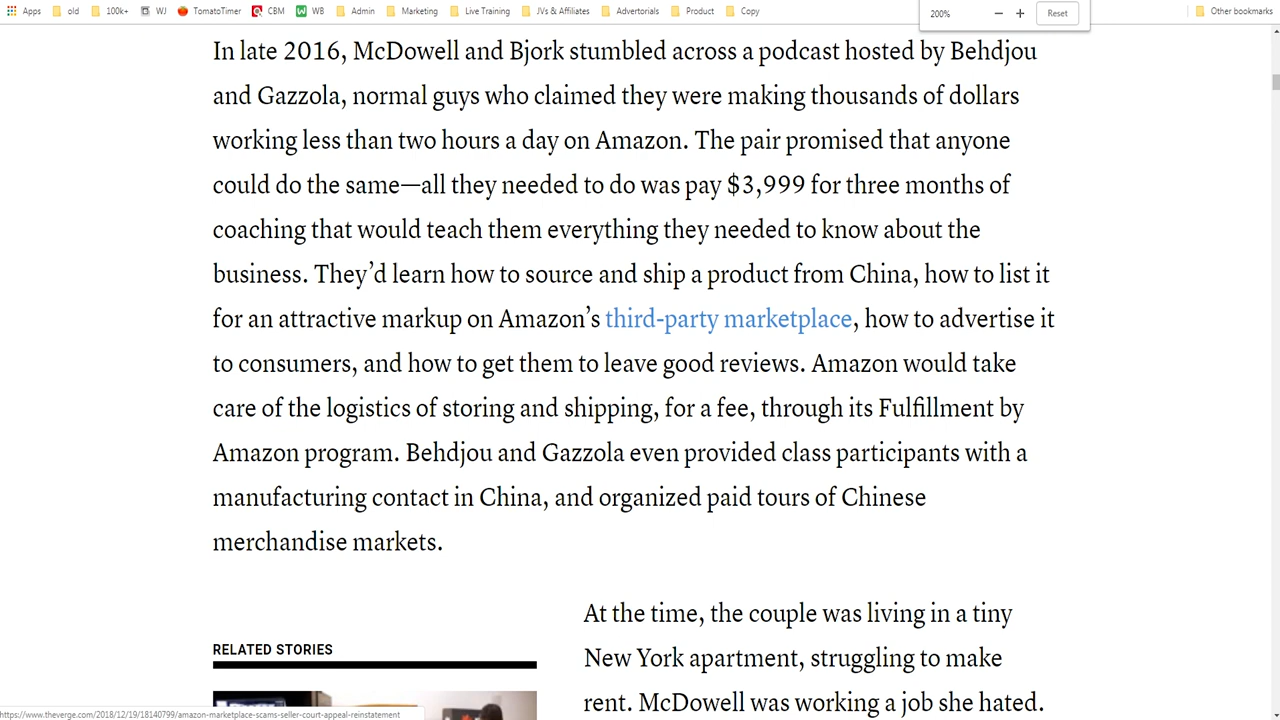 Apps old 100k+ WJ TomatoTimer CBM WB Admin Marketing Live Training JVs & Affiliates Advertorials Product Copy 200% − + Reset Other bookmarks
In late 2016, McDowell and Bjork stumbled across a podcast hosted by Behdjou
and Gazzola, normal guys who claimed they were making thousands of dollars
working less than two hours a day on Amazon. The pair promised that anyone
could do the same—all they needed to do was pay $3,999 for three months of
coaching that would teach them everything they needed to know about the
business. They’d learn how to source and ship a product from China, how to list it
for an attractive markup on Amazon’s third-party marketplace, how to advertise it
to consumers, and how to get them to leave good reviews. Amazon would take
care of the logistics of storing and shipping, for a fee, through its Fulfillment by
Amazon program. Behdjou and Gazzola even provided class participants with a
manufacturing contact in China, and organized paid tours of Chinese
merchandise markets.
At the time, the couple was living in a tiny
New York apartment, struggling to make
rent. McDowell was working a job she hated.
RELATED STORIES
https://www.theverge.com/2018/12/19/18140799/amazon-marketplace-scams-seller-court-appeal-reinstatement